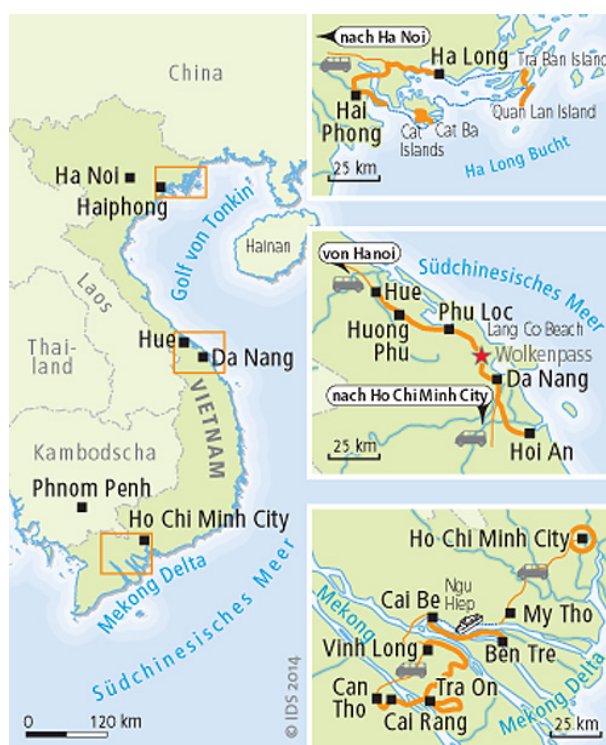 China
Ha Noi
Haiphong
Golf von Tonkin
Hainan
Laos
Thai-
land
Hue
Da Nang
VIETNAM
Kambodscha
Phnom Penh
Ho Chi Minh City
Mekong Delta
Südchinesisches Meer
© IDS 2014
0 120 km
nach Ha Noi
Ha Long
Tra Ban Island
Hai
Phong
Quan Lan Island
Cat
Islands
Cat Ba
25 km
Ha Long Bucht
von Hanoi
Südchinesisches Meer
Hue
Phu Loc
Huong
Phu
Lang Co Beach
Wolkenpass
Da Nang
nach Ho Chi Minh City
25 km
Hoi An
Ho Chi Minh City
Ngu
Hiep
Cai Be
My Tho
Mekong
Vinh Long
Ben Tre
Can
Tho
Tra On
Cai Rang
Mekong Delta
25 km